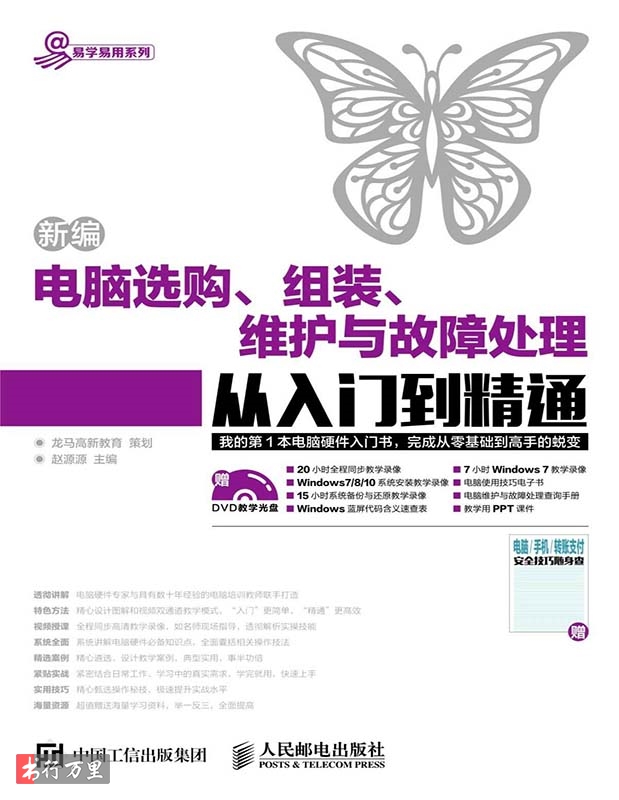 @易学易用系列
新编
电脑选购、组装、
维护与故障处理
从入门到精通
我的第1本电脑硬件入门书，完成从零基础到高手的蜕变
龙马高新教育 策划
赵源源 主编
赠
DVD教学光盘
20小时全程同步教学录像
Windows7/8/10系统安装教学录像
15小时系统备份与还原教学录像
Windows蓝屏代码含义速查表
7小时Windows 7教学录像
电脑使用技巧电子书
电脑维护与故障处理查询手册
教学用PPT课件
电脑/手机/转账支付
安全技巧随身查
赠
透彻讲解 电脑硬件专家与具有数十年经验的电脑培训教师联手打造
特色方法 精心设计图解和视频双通道教学模式，“入门”更简单，“精通”更高效
视频授课 全程同步高清教学录像，如名师现场指导，透彻解析实操技能
系统全面 系统讲解电脑硬件必备知识点，全面囊括相关操作技法
精选案例 精心遴选、设计教学案例，典型实用，事半功倍
紧贴实战 紧密结合日常工作、学习中的真实需求，学完就用，快速上手
实用技巧 精心甄选操作秘技，极速提升实战水平
海量资源 超值赠送海量学习资料，举一反三，全面提高
中国工信出版集团
人民邮电出版社
POSTS & TELECOM PRESS
书行万里